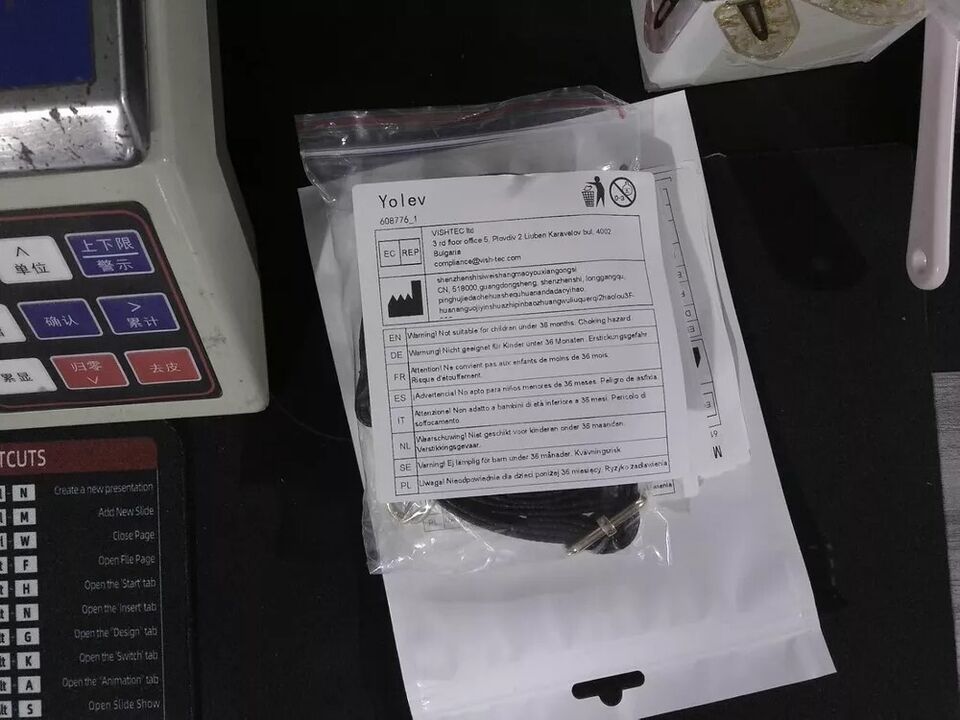 Yolev
608776_1
EC REP
VISHTEC ltd
3 rd floor office 5, Plovdiv 2 Liuben Karavelov bul. 4002
Bulgaria
compliance@vish-tec.com
shenzhenshisiweishangmaoyouxiangongsi
CN, 518000, guangdongsheng, shenzhenshi, longgangqu,
pinghujiedaohehuashequhuanandadaoyihao
huananguojiyinshuazhipinbaozhuangwuliuquerqi2haolou3F-
EN Warning! Not suitable for children under 36 months. Choking hazard.
DE Warnung! Nicht geeignet für Kinder unter 36 Monaten. Erstickungsgefahr
FR Attention! Ne convient pas aux enfants de moins de 36 mois.
Risque d'étouffement.
ES ¡Advertencia! No apto para niños menores de 36 meses. Peligro de asfixia
IT Attenzione! Non adatto a bambini di età inferiore a 36 mesi. Pericolo di
soffocamento
NL Waarschuwing! Niet geschikt voor kinderen onder 36 maanden.
Verstikkingsgevaar.
SE Varning! Ej lämplig för barn under 36 månader. Kvävningsrisk
PL Uwaga! Nieodpowiednie dla dzieci poniżej 36 miesięcy. Ryzyko zadławienia
PL
M
单位
上下限
警示
确认
累计
累显
归零
去皮
TCUTS
N Create a new presentation
M Add New Slide
W Close Page
F Open File Page
H Open the 'Start' tab
N Open the 'Insert' tab
G Open the "Design" tab
K Open the 'Switch' tab
A Open the "Animation" tab
S Open Slide Show